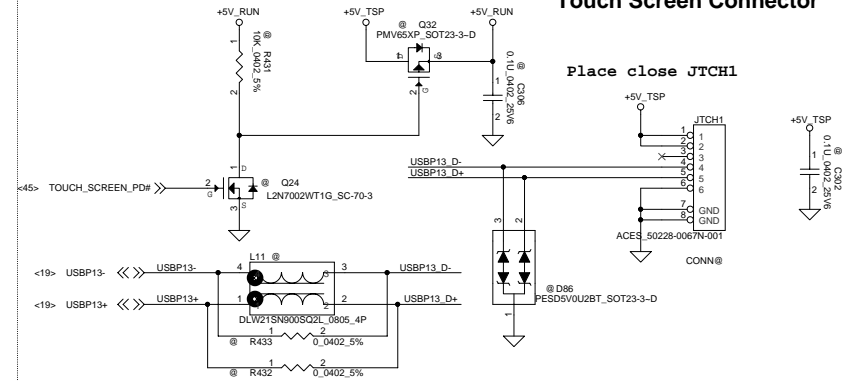 Touch Screen Connector
+5V_RUN
+5V_TSP
+5V_RUN
@ Q32
PMV65XP_SOT23-3~D
1
@
R431
10K_0402_5%
2
1
D
3
S
2
G
@
C306
0.1U_0402_25V6
1
2
Place close JTCH1
+5V_TSP
JTCH1
1 1
2 2
3 3
4 4
5 5
6 6
7 GND
8 GND
ACES_50228-0067N-001
CONN@
+5V_TSP
@
C302
0.1U_0402_25V6
1
2
<45> TOUCH_SCREEN_PD#
2
G
1
D
3
S
@ Q24
L2N7002WT1G_SC-70-3
USBP13_D-
USBP13_D+
3
2
1
@ D86
PESD5V0U2BT_SOT23-3~D
L11 @
<19> USBP13-
USBP13-
4
3
USBP13_D-
<19> USBP13+
USBP13+
1
2
USBP13_D+
DLW21SN900SQ2L_0805_4P
1
2
@ R433
0_0402_5%
1
2
@ R432
0_0402_5%